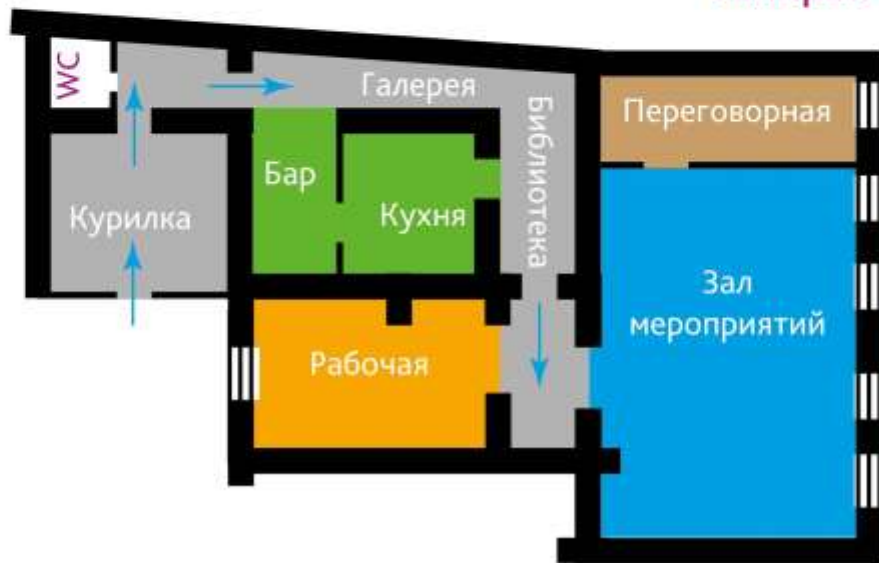 WC
Галерея
Библиотека
Переговорная
Бар
Кухня
Курилка
Зал
мероприятий
Рабочая